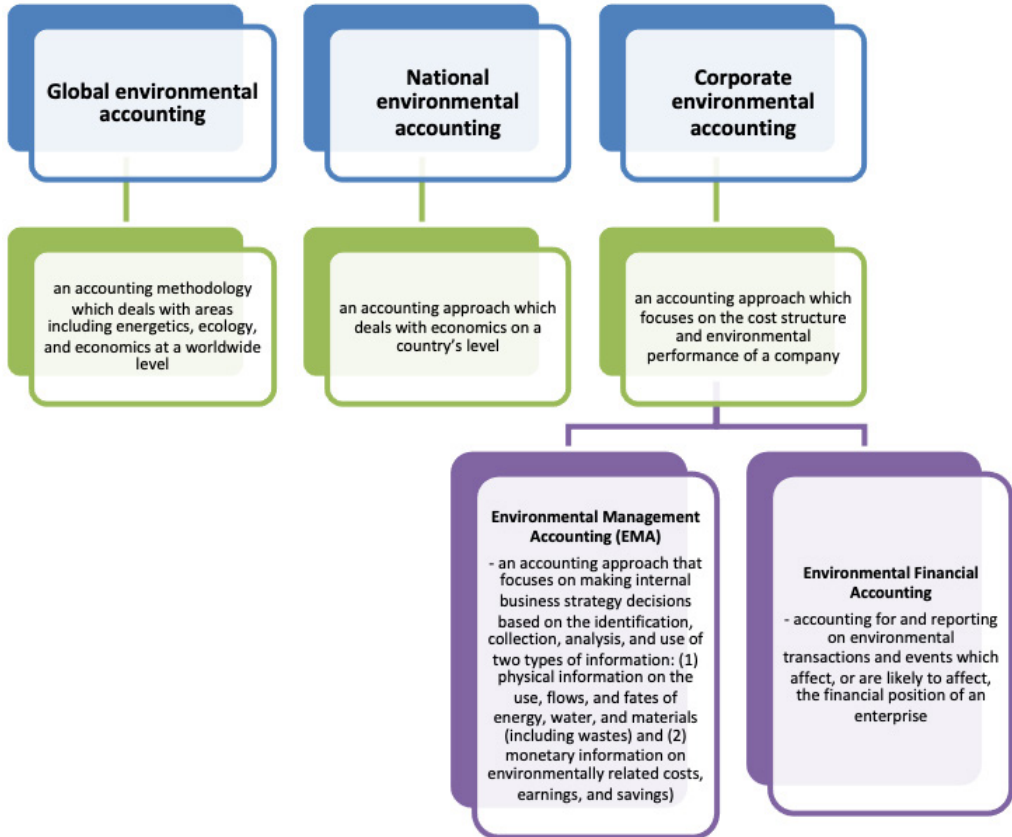 Global environmental
accounting
National
environmental
accounting
Corporate
environmental
accounting
an accounting methodology
which deals with areas
including energetics, ecology,
and economics at a worldwide
level
an accounting approach which
deals with economics on a
country's level
an accounting approach which
focuses on the cost structure
and environmental
performance of a company
Environmental Management
Accounting (EMA)
- an accounting approach that
focuses on making internal
business strategy decisions
based on the identification,
collection, analysis, and use of
two types of information: (1)
physical information on the
use, flows, and fates of
energy, water, and materials
(including wastes) and (2)
monetary information on
environmentally related costs,
earnings, and savings)
Environmental Financial
Accounting
- accounting for and reporting
on environmental
transactions and events which
affect, or are likely to affect,
the financial position of an
enterprise